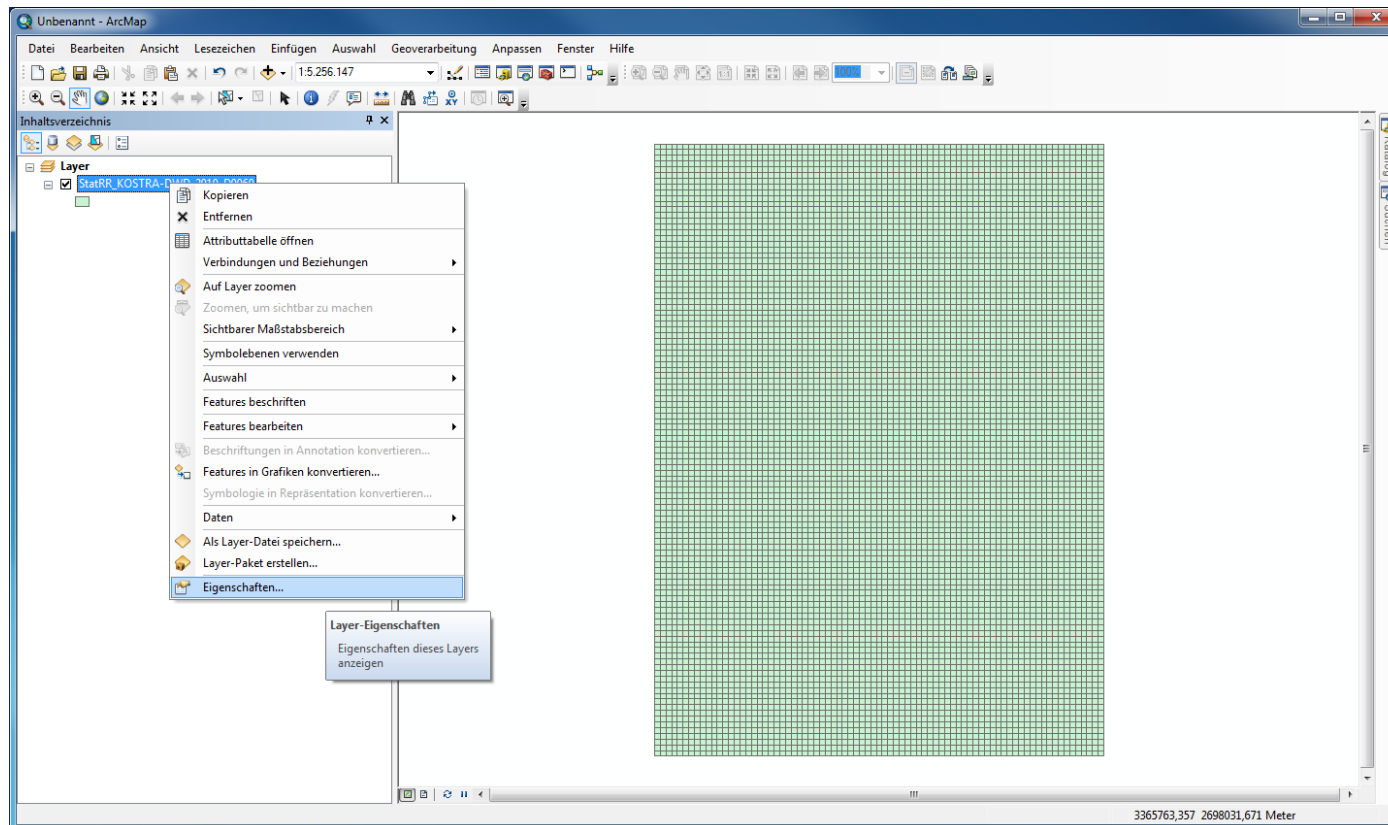 Unbenannt - ArcMap
Datei Bearbeiten Ansicht Lesezeichen Einfügen Auswahl Geoverarbeitung Anpassen Fenster Hilfe
1:5.256.147
100%
Inhaltsverzeichnis
Layer
StatRR_KOSTRA-DWD_2010_D0060
Kopieren
Entfernen
Attributtabelle öffnen
Verbindungen und Beziehungen
Auf Layer zoomen
Zoomen, um sichtbar zu machen
Sichtbarer Maßstabsbereich
Symbolebenen verwenden
Auswahl
Features beschriften
Features bearbeiten
Beschriftungen in Annotation konvertieren...
Features in Grafiken konvertieren...
Symbologie in Repräsentation konvertieren...
Daten
Als Layer-Datei speichern...
Layer-Paket erstellen...
Eigenschaften...
Layer-Eigenschaften
Eigenschaften dieses Layers
anzeigen
Katalog
3365763,357 2698031,671 Meter